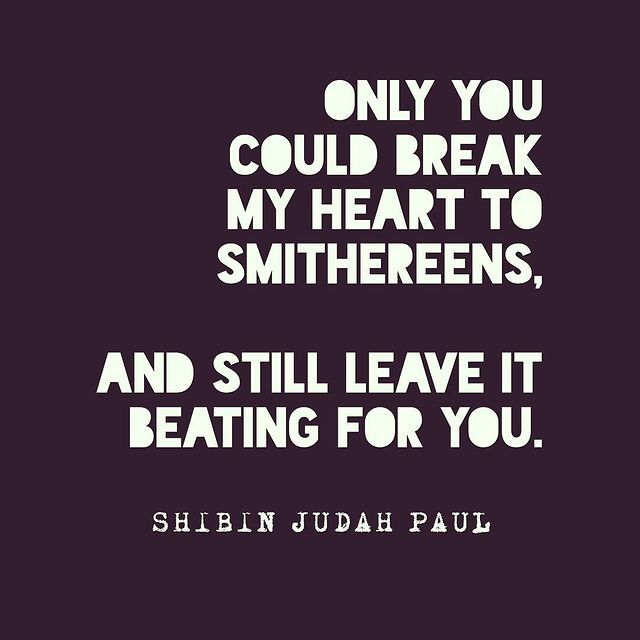 ONLY YOU
COULD BREAK
MY HEART TO
SMITHEREENS,
AND STILL LEAVE IT
BEATING FOR YOU.
SHIBIN JUDAH PAUL